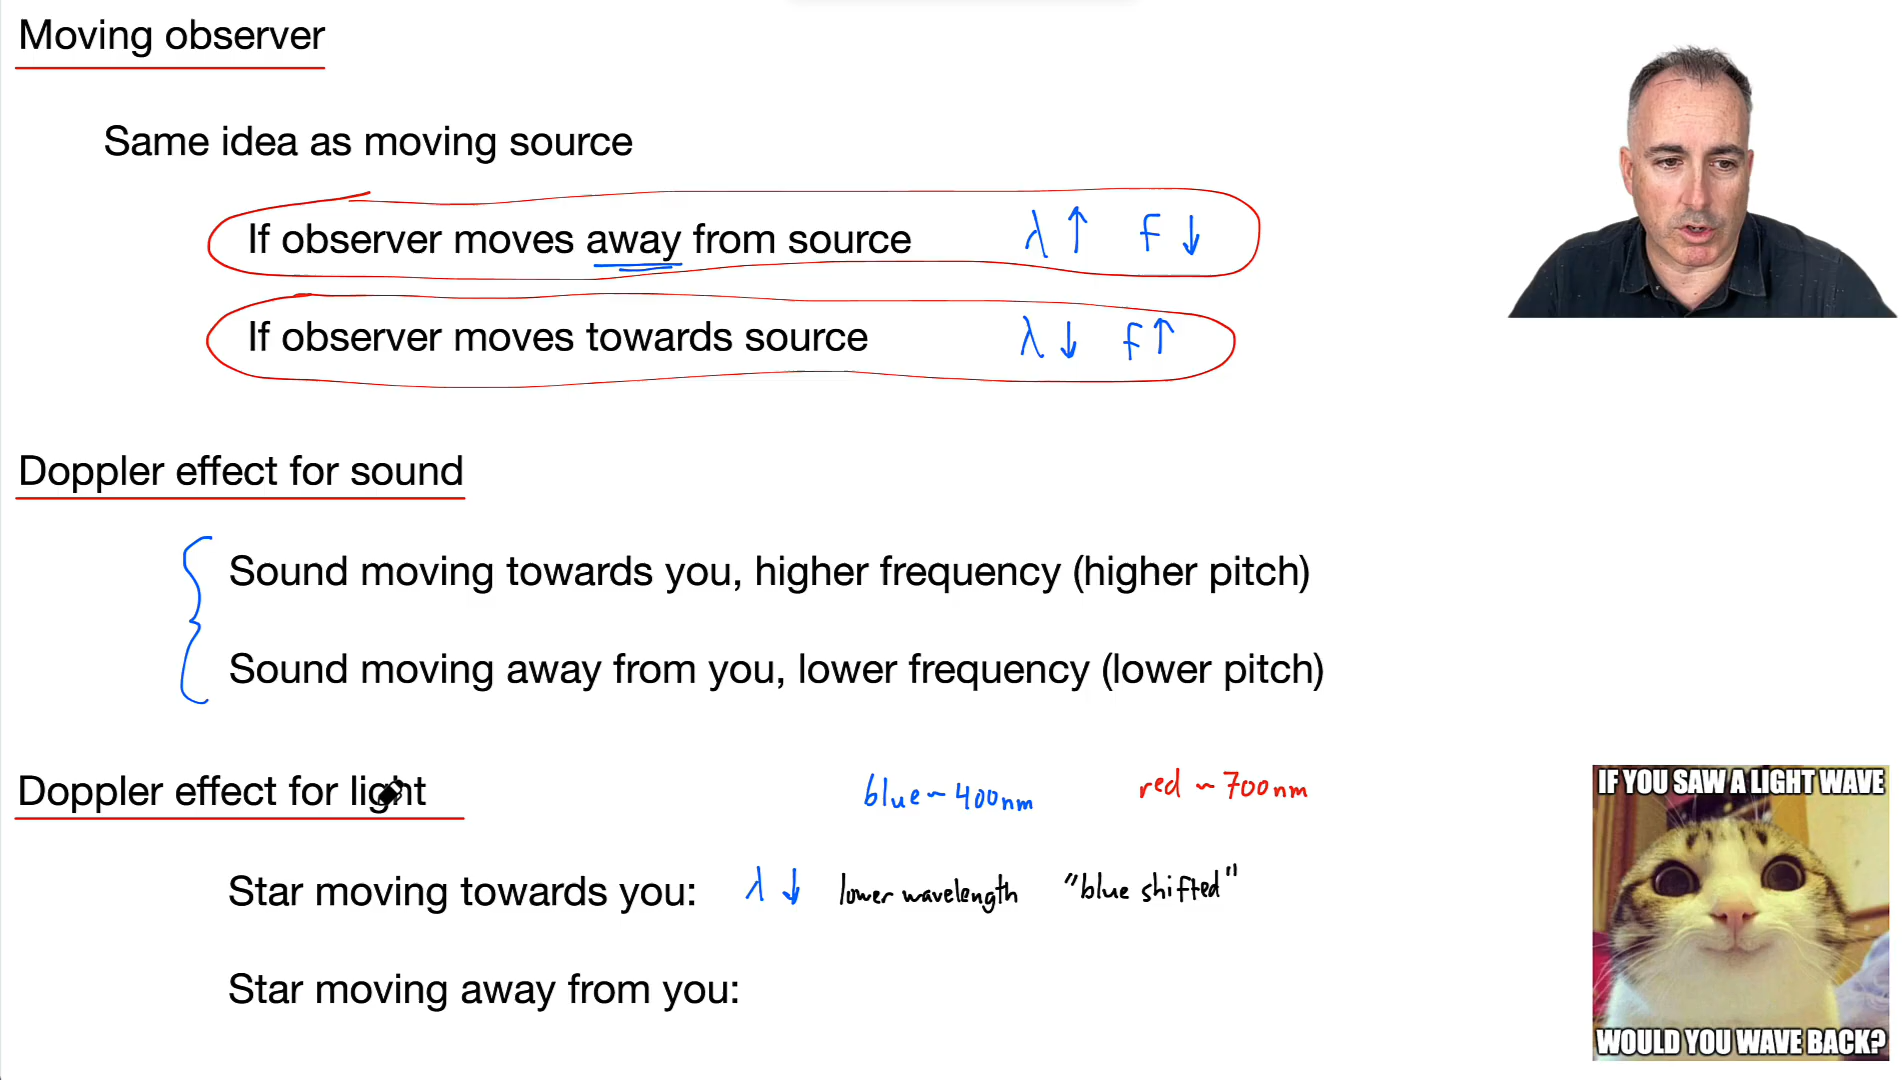 Moving observer
Same idea as moving source
If observer moves away from source λ ↑ F ↓
If observer moves towards source λ ↓ F ↑
Doppler effect for sound
Sound moving towards you, higher frequency (higher pitch)
Sound moving away from you, lower frequency (lower pitch)
Doppler effect for light
blue ~ 400nm red ~ 700nm
Star moving towards you: λ ↓ lower wavelength "blue shifted"
Star moving away from you:
IF YOU SAW A LIGHT WAVE
WOULD YOU WAVE BACK?